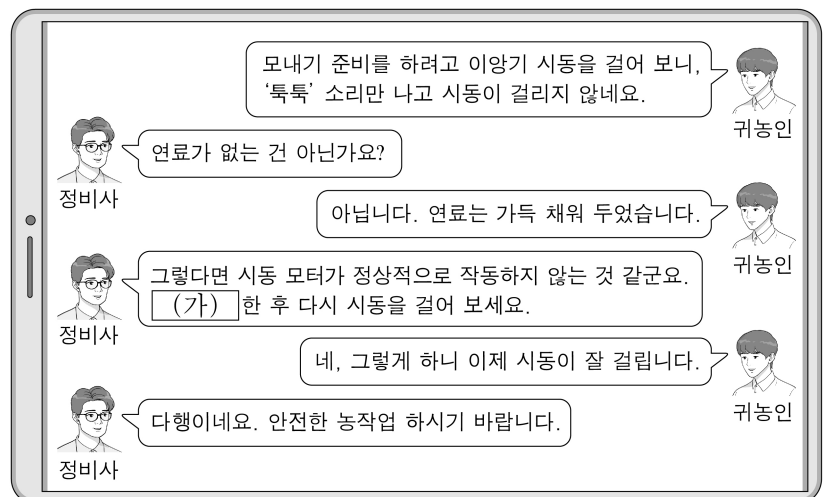 모내기 준비를 하려고 이앙기 시동을 걸어 보니,
‘툭툭’ 소리만 나고 시동이 걸리지 않네요.
귀농인
연료가 없는 건 아닌가요?
정비사
아닙니다. 연료는 가득 채워 두었습니다.
귀농인
그렇다면 시동 모터가 정상적으로 작동하지 않는 것 같군요.
(가) 한 후 다시 시동을 걸어 보세요.
정비사
네, 그렇게 하니 이제 시동이 잘 걸립니다.
귀농인
다행이네요. 안전한 농작업 하시기 바랍니다.
정비사